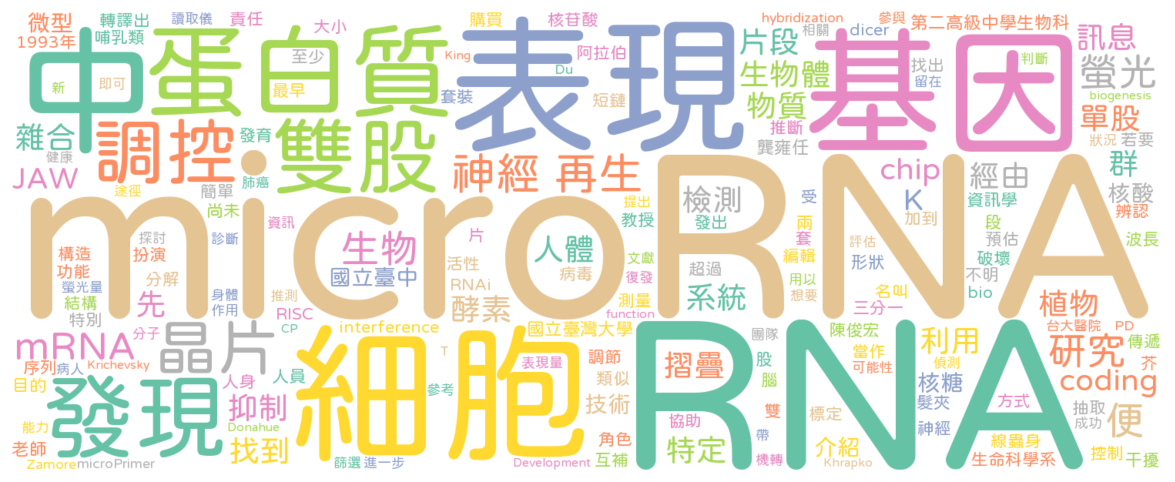 微型 轉譯出 讀取儀 責任 大小 購買 核苷酸 hybridization 參與 第二高級中學生物科
1993年 哺乳類 至少 King 阿拉伯 片段 相關 dicer 訊息
中 蛋白質 表現 基因
新 即可 最早 套裝 Du 短鏈 生物體 找出 留在 判斷 螢光
物質 biogenesis
雜合 調控 發育 雙股 推斷 單股
健康 肺癌 神經 再生 龔雍任 狀況 若要
JAW 途徑 簡單 檢測 chip 經由 群
尚未 提出 教授 受 K 資訊學 核酸
microRNA
資訊 片 發出 兩 加到 段 辨認
構造 探討 診斷 生物 人體 文獻 套 評估 預估 波長
扮演 國立臺中 活性 病毒 復發 超過 編輯 形狀 破壞
功能 分解 身體 RNAi 測量 用以 不明
螢光量 先 推測 酵素 系統 名叫 bio 植物
結構 作用 RISC function 想要 三分一
特別 分子 CP interference 國立臺灣大學 團隊 陳俊宏 利用 台大醫院 PD
mRNA 晶片 細胞 RNA 傳遞
序列 病人 Krichevsky T 表現量 調節 摺疊 股 當作 偵測 研究 芥
目的 人身 人員 類似 腦 可能性 核糖 coding
發現 抑制 參考 技術 雙 髮夾 方式 抽取 便
能力 Donahue 協助 標定 神經 成功
老師 找到 角色 特定 帶 介紹 線蟲身 控制
Zamore microPrimer 篩選 進一步 Development 互補 機轉 Khrapko 生命科學系 干擾